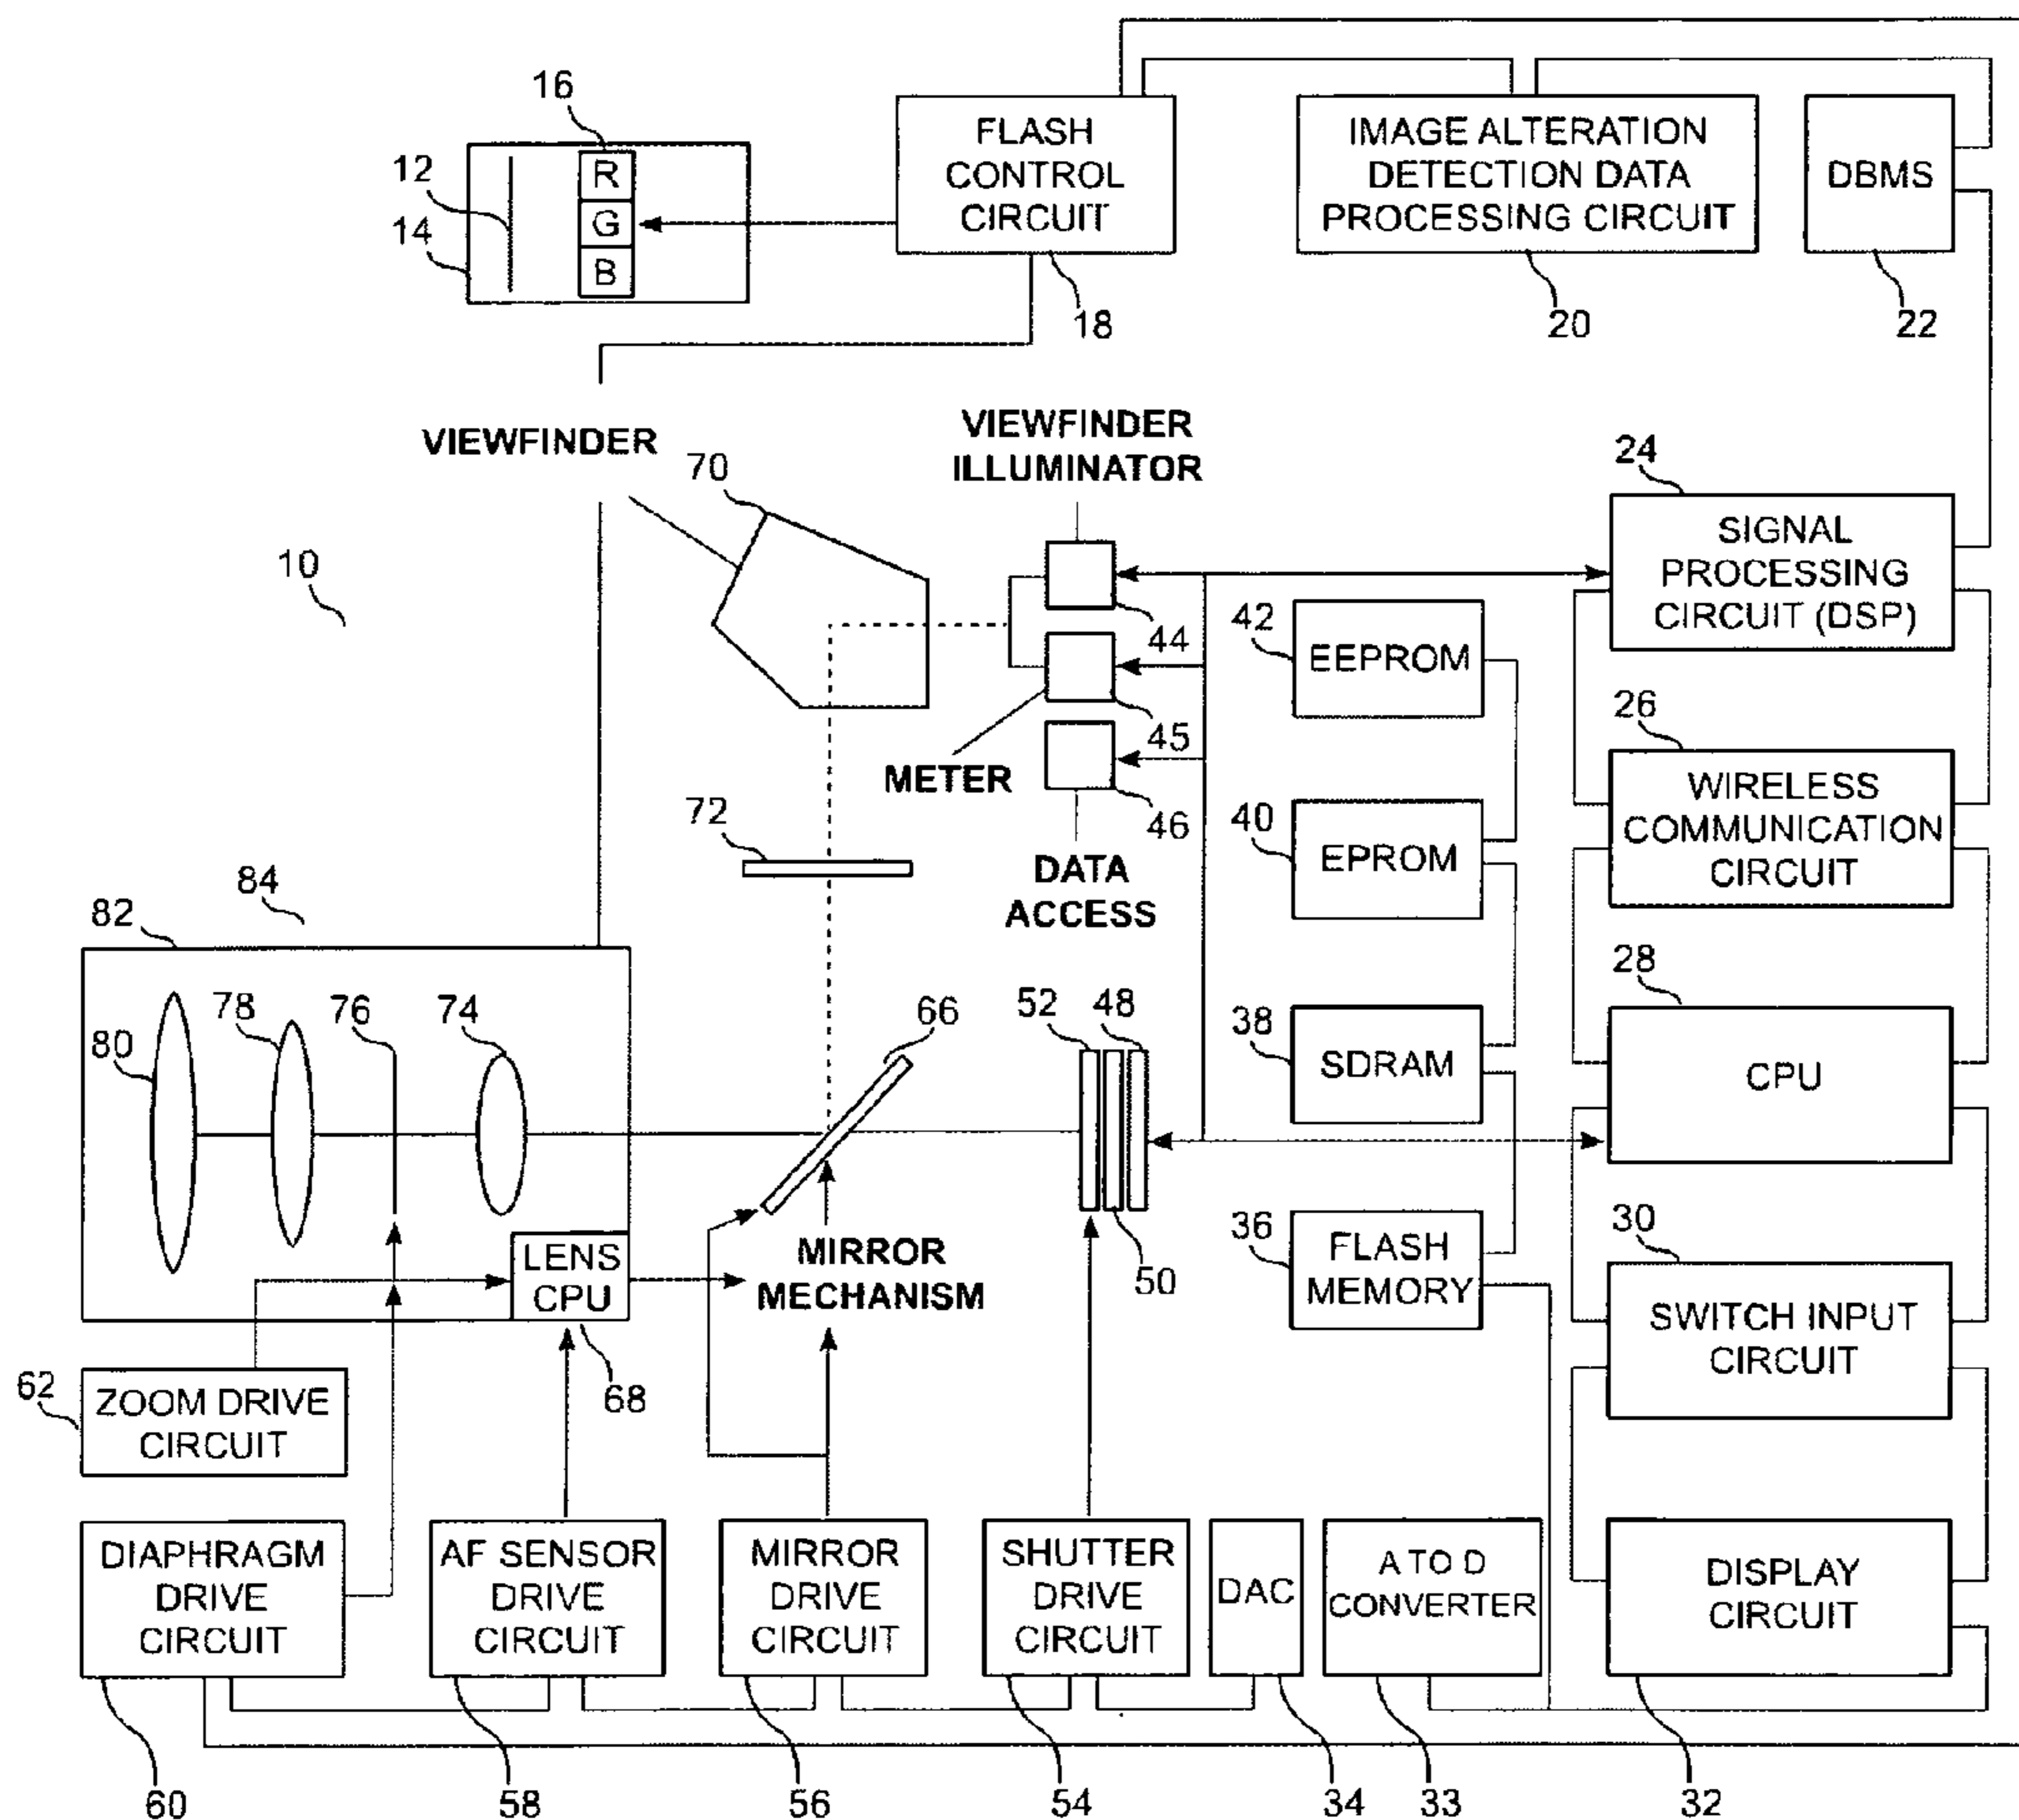 16
12
14
R
G
B
FLASH
CONTROL
CIRCUIT
18
IMAGE ALTERATION
DETECTION DATA
PROCESSING CIRCUIT
20
DBMS
22
VIEWFINDER
70
VIEWFINDER
ILLUMINATOR
10
44
45
METER
46
DATA
ACCESS
72
24
SIGNAL
PROCESSING
CIRCUIT (DSP)
42
EEPROM
26
WIRELESS
COMMUNICATION
CIRCUIT
40
EPROM
84
82
80
78
76
74
66
52
48
50
38
SDRAM
28
CPU
LENS
CPU
68
MIRROR
MECHANISM
36
FLASH
MEMORY
30
SWITCH INPUT
CIRCUIT
62
ZOOM DRIVE
CIRCUIT
DIAPHRAGM
DRIVE
CIRCUIT
AF SENSOR
DRIVE
CIRCUIT
MIRROR
DRIVE
CIRCUIT
SHUTTER
DRIVE
CIRCUIT
DAC
A TO D
CONVERTER
DISPLAY
CIRCUIT
60
58
56
54
34
33
32